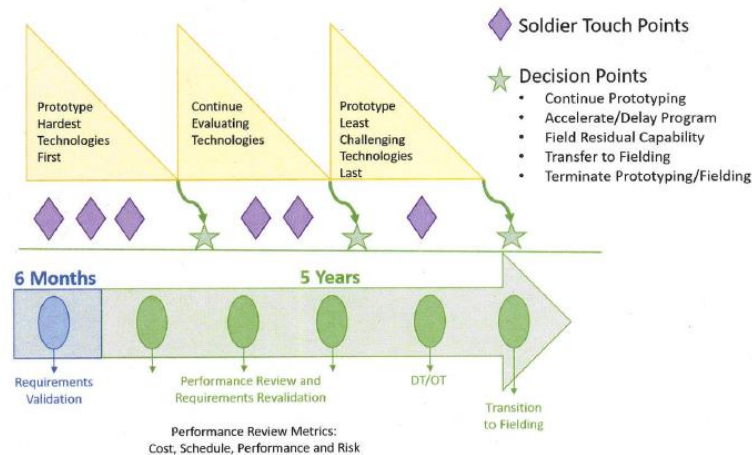 Soldier Touch Points
Decision Points
• Continue Prototyping
• Accelerate/Delay Program
• Field Residual Capability
• Transfer to Fielding
• Terminate Prototyping/Fielding
Prototype
Hardest
Technologies
First
Continue
Evaluating
Technologies
Prototype
Least
Challenging
Technologies
Last
6 Months
5 Years
Requirements
Validation
Performance Review and
Requirements Revalidation
DT/OT
Transition
to Fielding
Performance Review Metrics:
Cost, Schedule, Performance and Risk